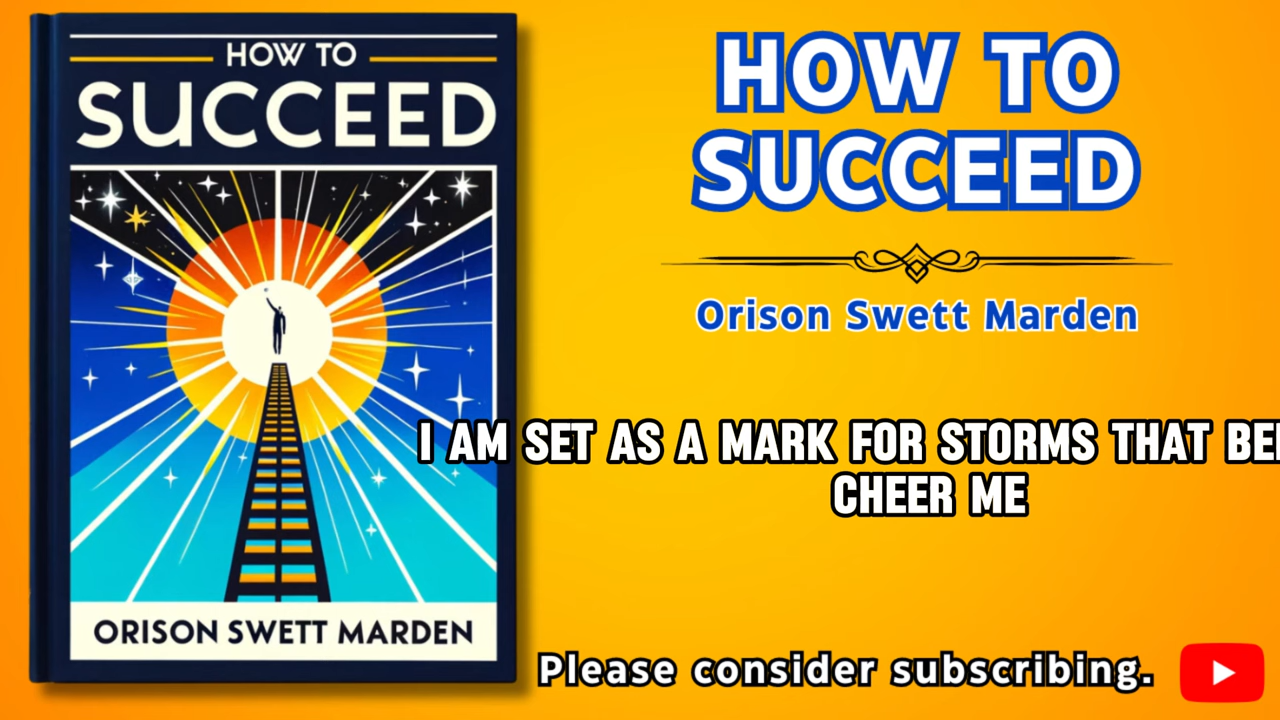 HOW TO
SUCCEED
ORISON SWETT MARDEN
HOW TO
SUCCEED
Orison Swett Marden
I AM SET AS A MARK FOR STORMS THAT
CHEER ME
Please consider subscribing.